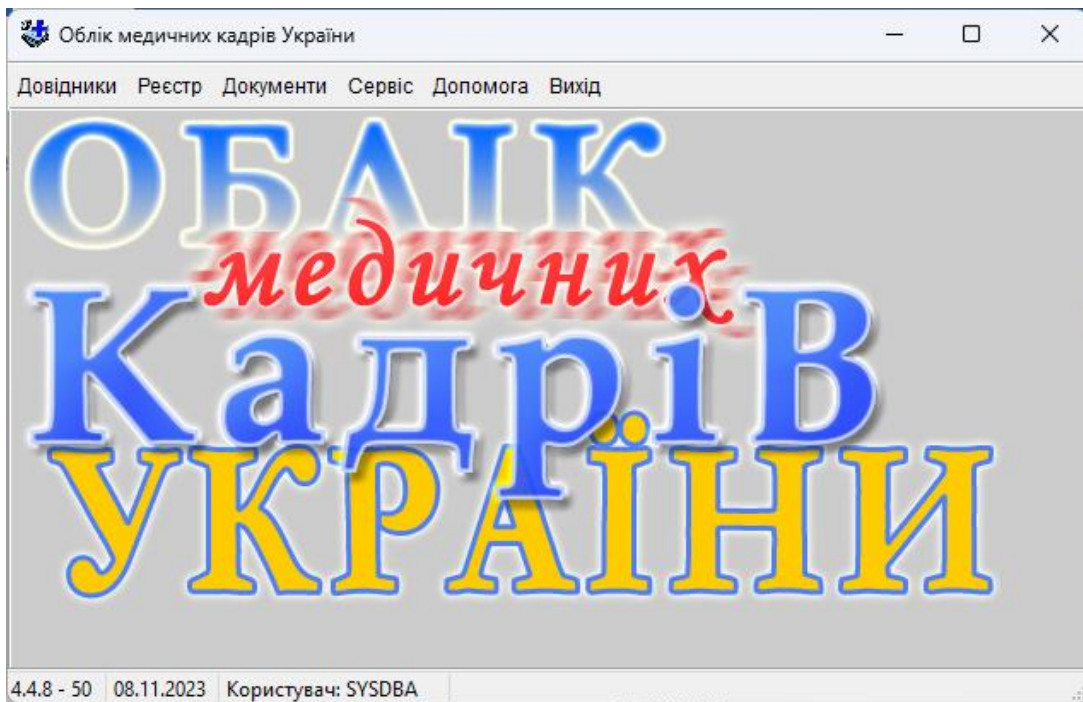 Облік медичних кадрів України
Довідники Реєстр Документи Сервіс Допомога Вихід
ОБЛІК
медичних
КадріВ
УКРАЇНИ
4.4.8 - 50 08.11.2023 Користувач: SYSDBA